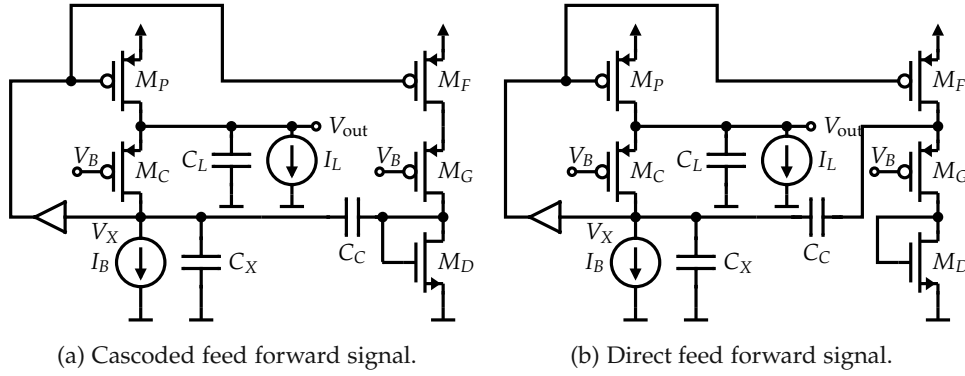 M_P
M_F
V_out
V_B
M_C
C_L
I_L
V_B
M_G
V_X
I_B
C_X
C_C
M_D
(a) Cascoded feed forward signal.
M_P
M_F
V_out
V_B
M_C
C_L
I_L
V_B
M_G
V_X
I_B
C_X
C_C
M_D
(b) Direct feed forward signal.